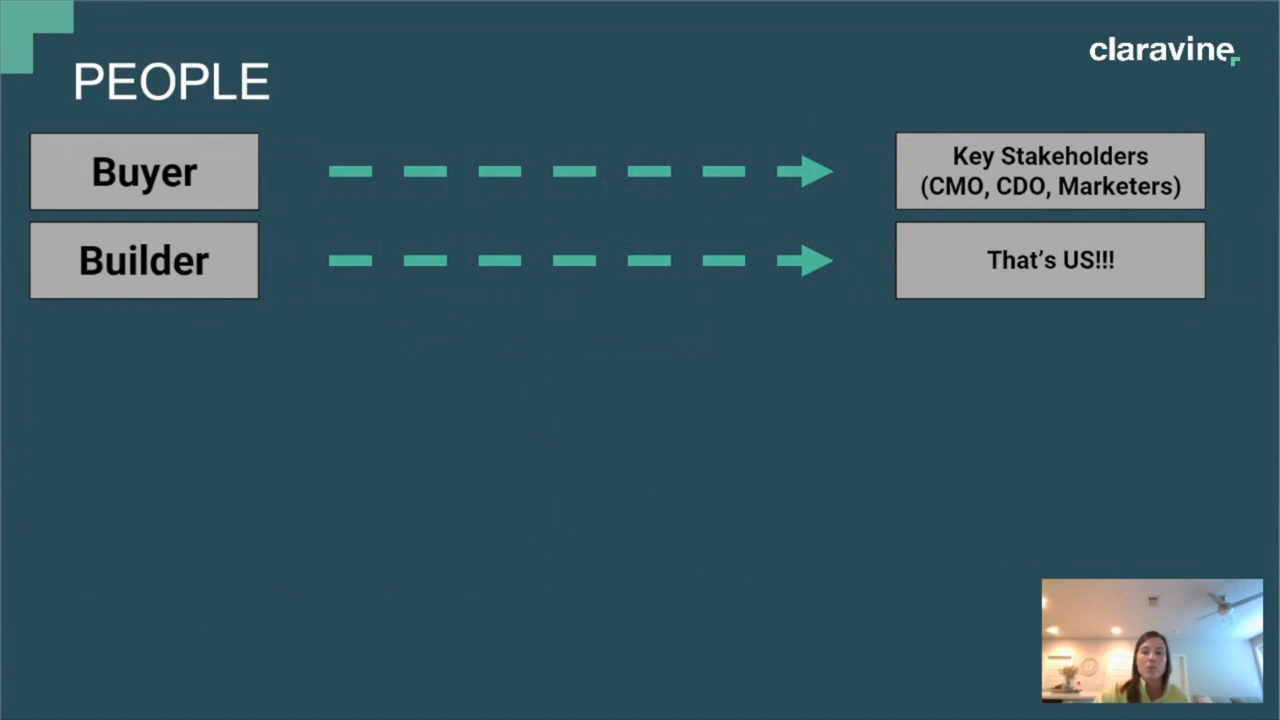 claravine
PEOPLE
Buyer
Key Stakeholders
(CMO, CDO, Marketers)
Builder
That's US!!!